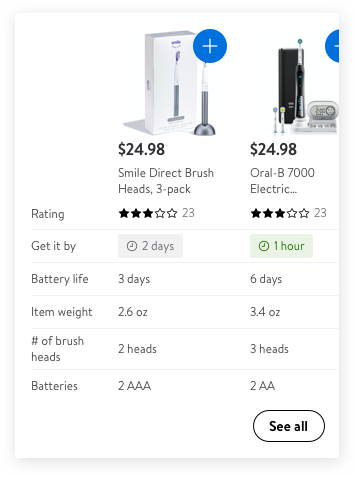 smile
$24.98 $24.98
Smile Direct Brush Oral-B 7000
Heads, 3-pack Electric...
Rating 23 23
Get it by 2 days 1 hour
Battery life 3 days 6 days
Item weight 2.6 oz 3.4 oz
# of brush
heads 2 heads 3 heads
Batteries 2 AAA 2 AA
See all